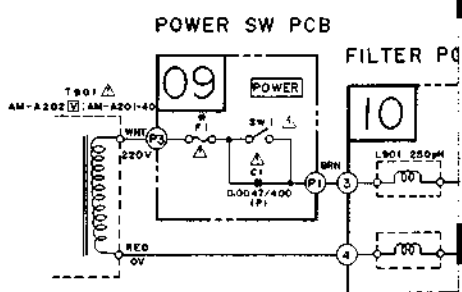 POWER SW PCB
FILTER PC
09
POWER
10
T901
AM-A202 V : AM-A201-40
WHT
220V
P3
F1
SW1
C1
0.0047/400
(P)
P1
BRN
3
L901 250μH
RED
0V
4